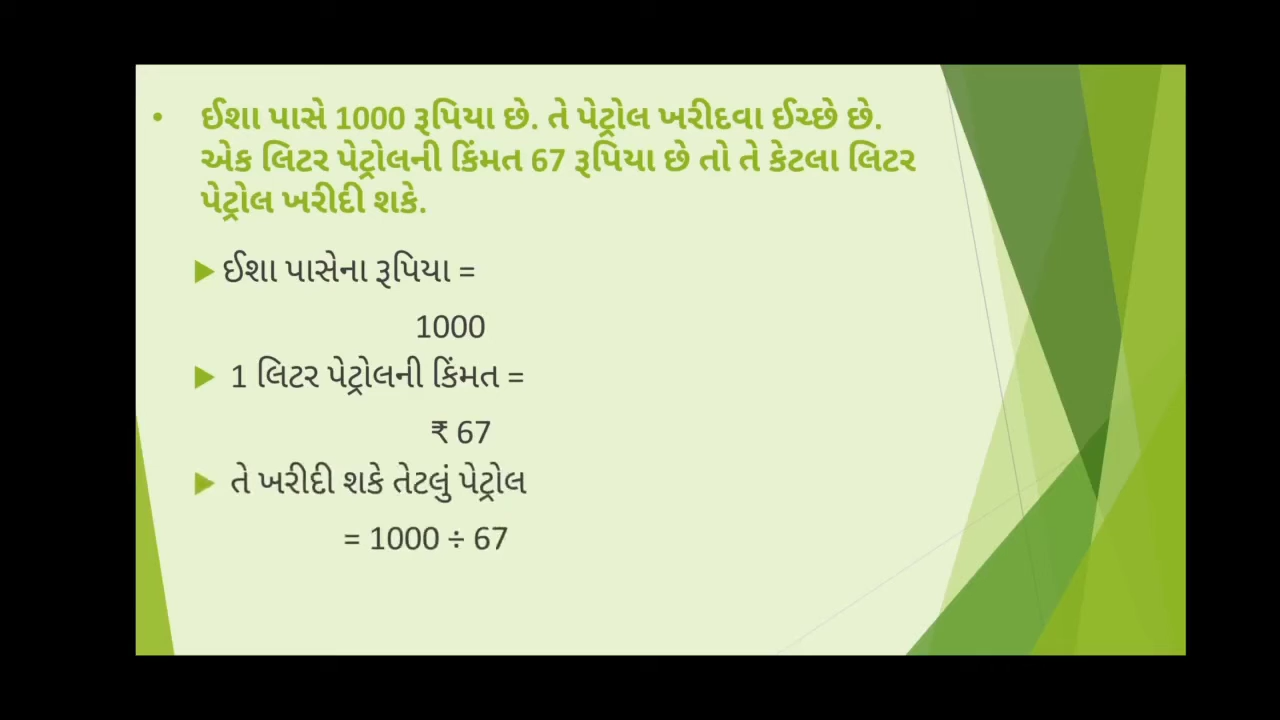 • ઈશા પાસે 1000 રૂપિયા છે. તે પેટ્રોલ ખરીદવા ઈચ્છે છે.
એક લિટર પેટ્રોલની કિંમત 67 રૂપિયા છે તો તે કેટલા લિટર
પેટ્રોલ ખરીદી શકે.
ઈશા પાસેના રૂપિયા =
1000
1 લિટર પેટ્રોલની કિંમત =
₹ 67
તે ખરીદી શકે તેટલું પેટ્રોલ
= 1000 ÷ 67